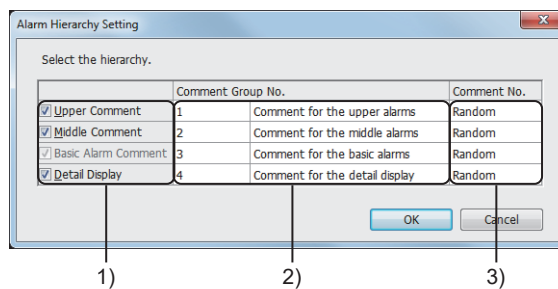 Alarm Hierarchy Setting
Select the hierarchy.
Comment Group No. Comment No.
Upper Comment 1 Comment for the upper alarms Random
Middle Comment 2 Comment for the middle alarms Random
Basic Alarm Comment 3 Comment for the basic alarms Random
Detail Display 4 Comment for the detail display Random
OK Cancel
1) 2) 3)